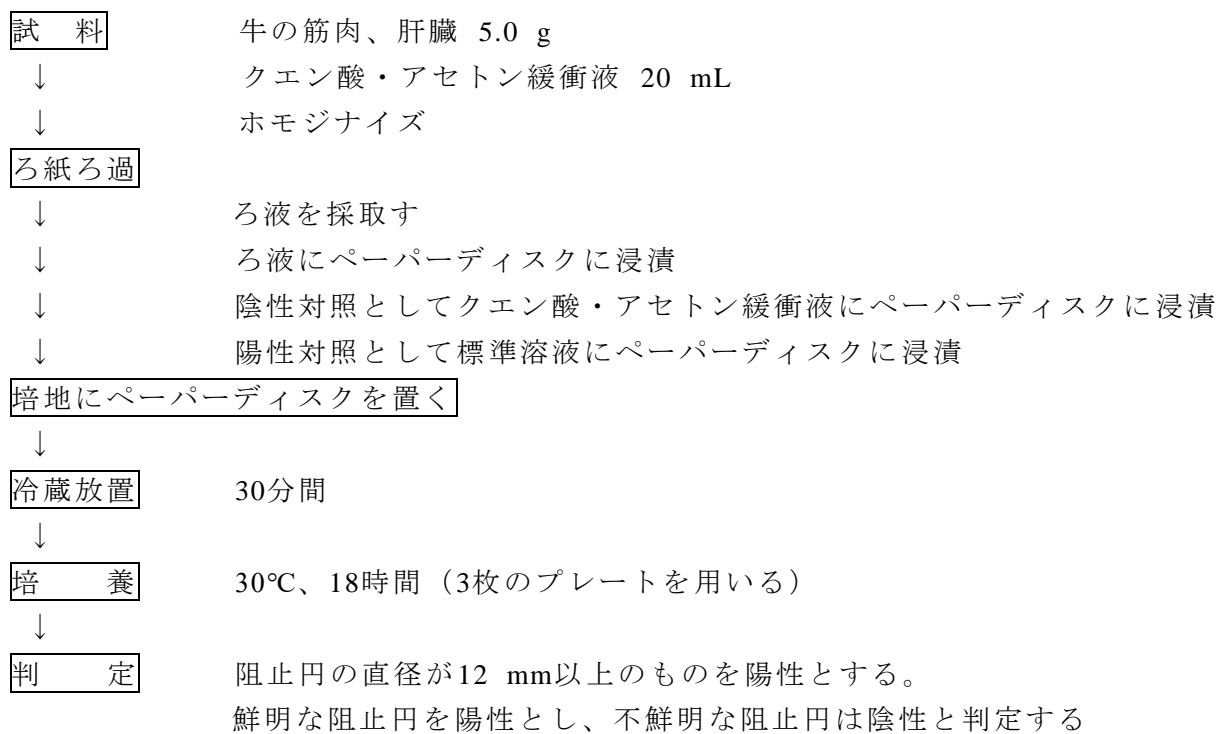 試　料　牛の筋肉、肝臓 5.0 g
↓　クエン酸・アセトン緩衝液 20 mL
↓　ホモジナイズ
ろ紙ろ過
↓　ろ液を採取す
↓　ろ液にペーパーディスクに浸漬
↓　陰性対照としてクエン酸・アセトン緩衝液にペーパーディスクに浸漬
↓　陽性対照として標準溶液にペーパーディスクに浸漬
培地にペーパーディスクを置く
↓
冷蔵放置　30分間
↓
培　養　30℃、18時間（3枚のプレートを用いる）
↓
判　定　阻止円の直径が12 mm以上のものを陽性とする。
鮮明な阻止円を陽性とし、不鮮明な阻止円は陰性と判定する